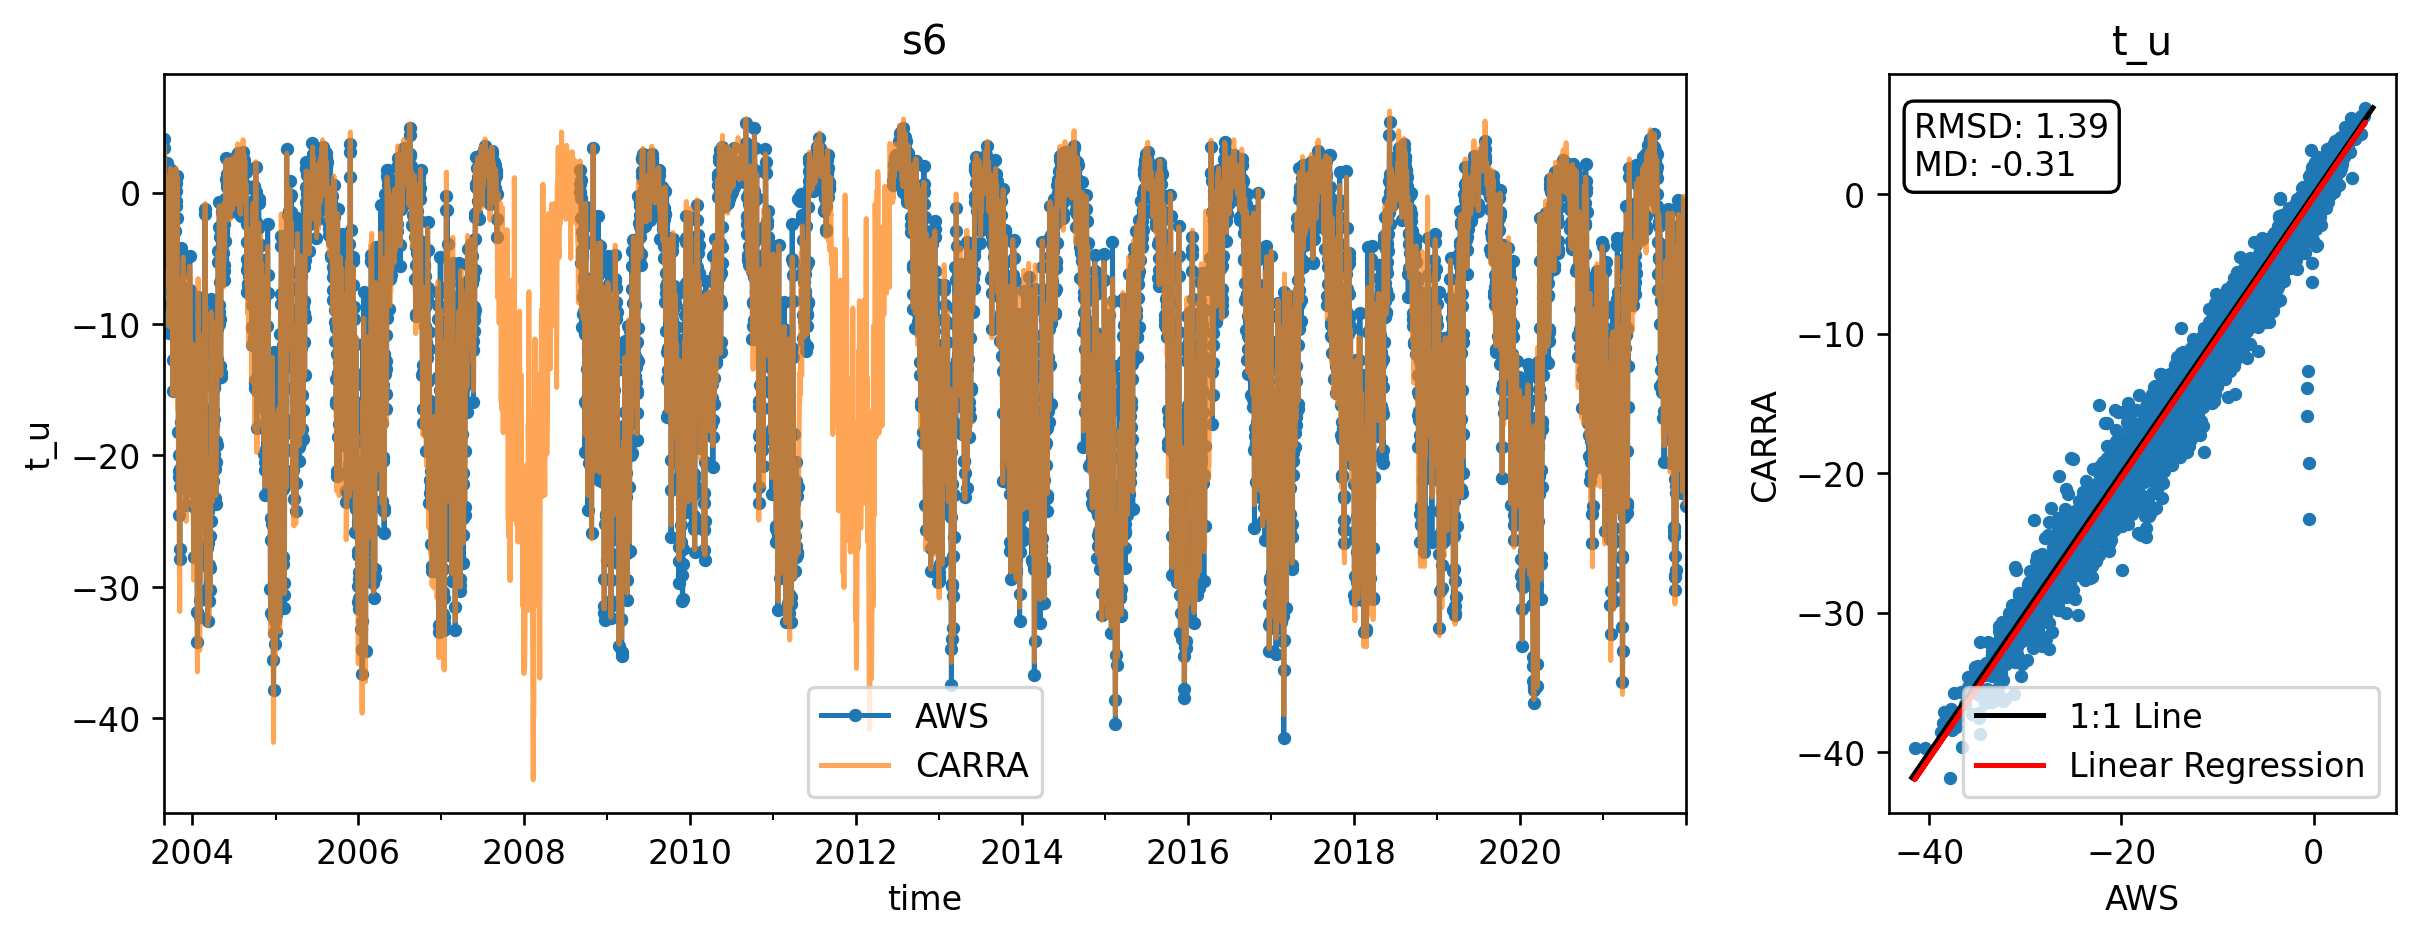 s6
t_u
0
−10
−20
−30
−40
t_u
AWS
CARRA
2004 2006 2008 2010 2012 2014 2016 2018 2020
time
t_u
RMSD: 1.39
MD: -0.31
0
−10
−20
−30
−40
CARRA
1:1 Line
Linear Regression
−40 −20 0
AWS